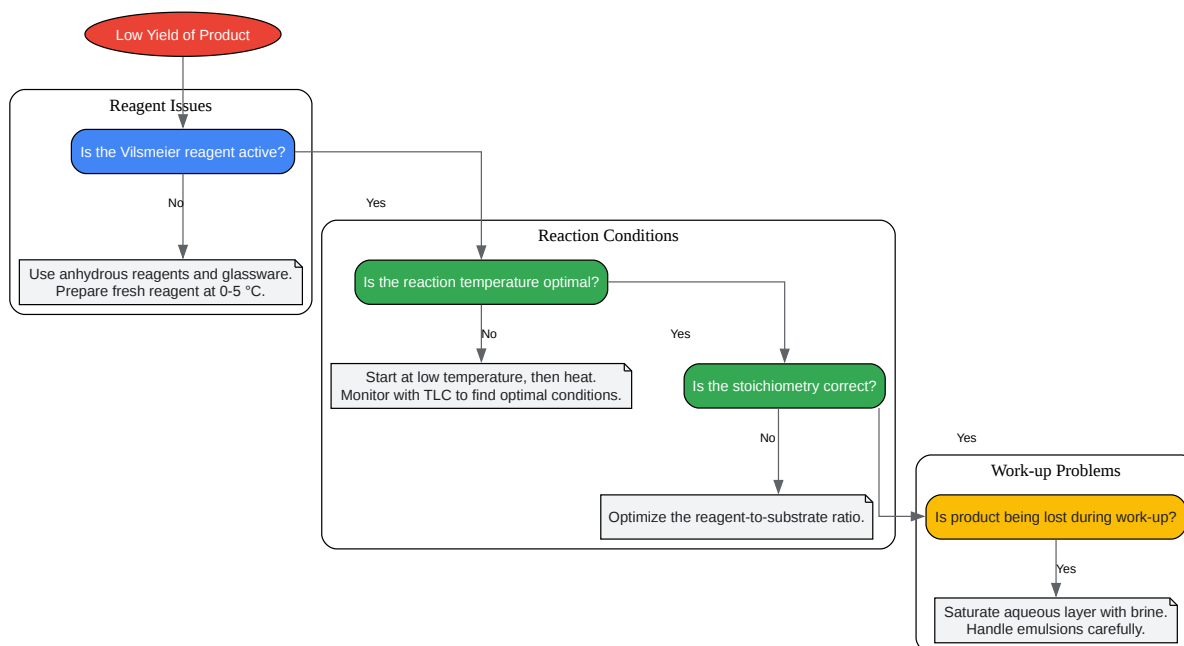 Low Yield of Product
Reagent Issues
Is the Vilsmeier reagent active?
No
Yes
Use anhydrous reagents and glassware.
Prepare fresh reagent at 0-5 °C.
Reaction Conditions
Is the reaction temperature optimal?
No
Yes
Start at low temperature, then heat.
Monitor with TLC to find optimal conditions.
Is the stoichiometry correct?
No
Yes
Optimize the reagent-to-substrate ratio.
Work-up Problems
Is product being lost during work-up?
Yes
Saturate aqueous layer with brine.
Handle emulsions carefully.